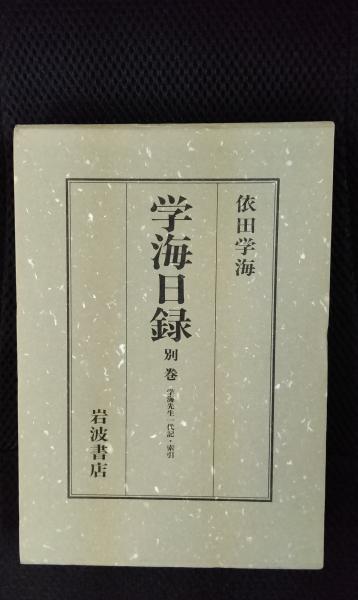 依田学海
学海日録 別巻 学海先生一代記・索引
岩波書店